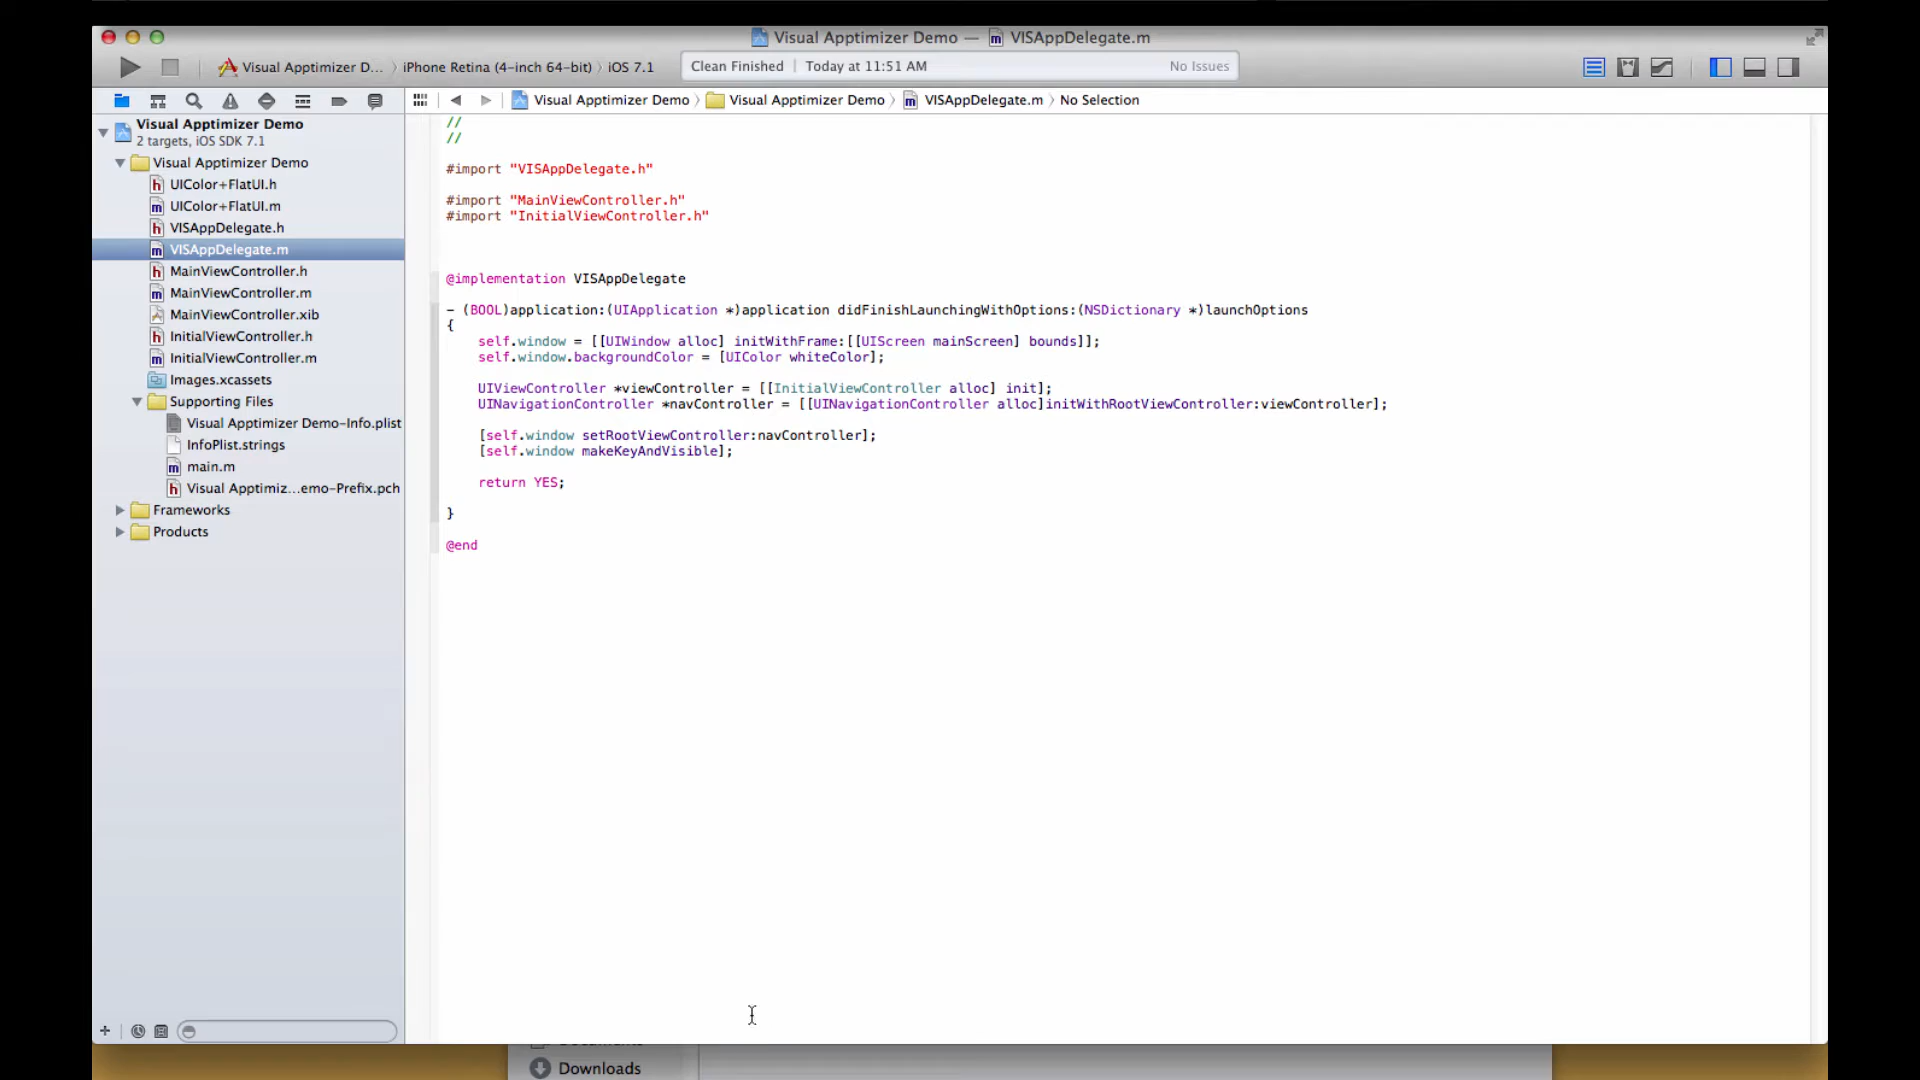 Visual Apptimizer Demo — VISAppDelegate.m
Visual Apptimizer D... 〉 iPhone Retina (4-inch 64-bit) 〉 iOS 7.1
Clean Finished | Today at 11:51 AM
No Issues
Visual Apptimizer Demo 〉 Visual Apptimizer Demo 〉 VISAppDelegate.m 〉 No Selection
Visual Apptimizer Demo
2 targets, iOS SDK 7.1
Visual Apptimizer Demo
UIColor+FlatUI.h
UIColor+FlatUI.m
VISAppDelegate.h
VISAppDelegate.m
MainViewController.h
MainViewController.m
MainViewController.xib
InitialViewController.h
InitialViewController.m
Images.xcassets
Supporting Files
Visual Apptimizer Demo-Info.plist
InfoPlist.strings
main.m
Visual Apptimiz...emo-Prefix.pch
Frameworks
Products
//
//
#import "VISAppDelegate.h"
#import "MainViewController.h"
#import "InitialViewController.h"
@implementation VISAppDelegate
- (BOOL)application:(UIApplication *)application didFinishLaunchingWithOptions:(NSDictionary *)launchOptions
{
self.window = [[UIWindow alloc] initWithFrame:[[UIScreen mainScreen] bounds]];
self.window.backgroundColor = [UIColor whiteColor];
UIViewController *viewController = [[InitialViewController alloc] init];
UINavigationController *navController = [[UINavigationController alloc]initWithRootViewController:viewController];
[self.window setRootViewController:navController];
[self.window makeKeyAndVisible];
return YES;
}
@end
Documents
Downloads